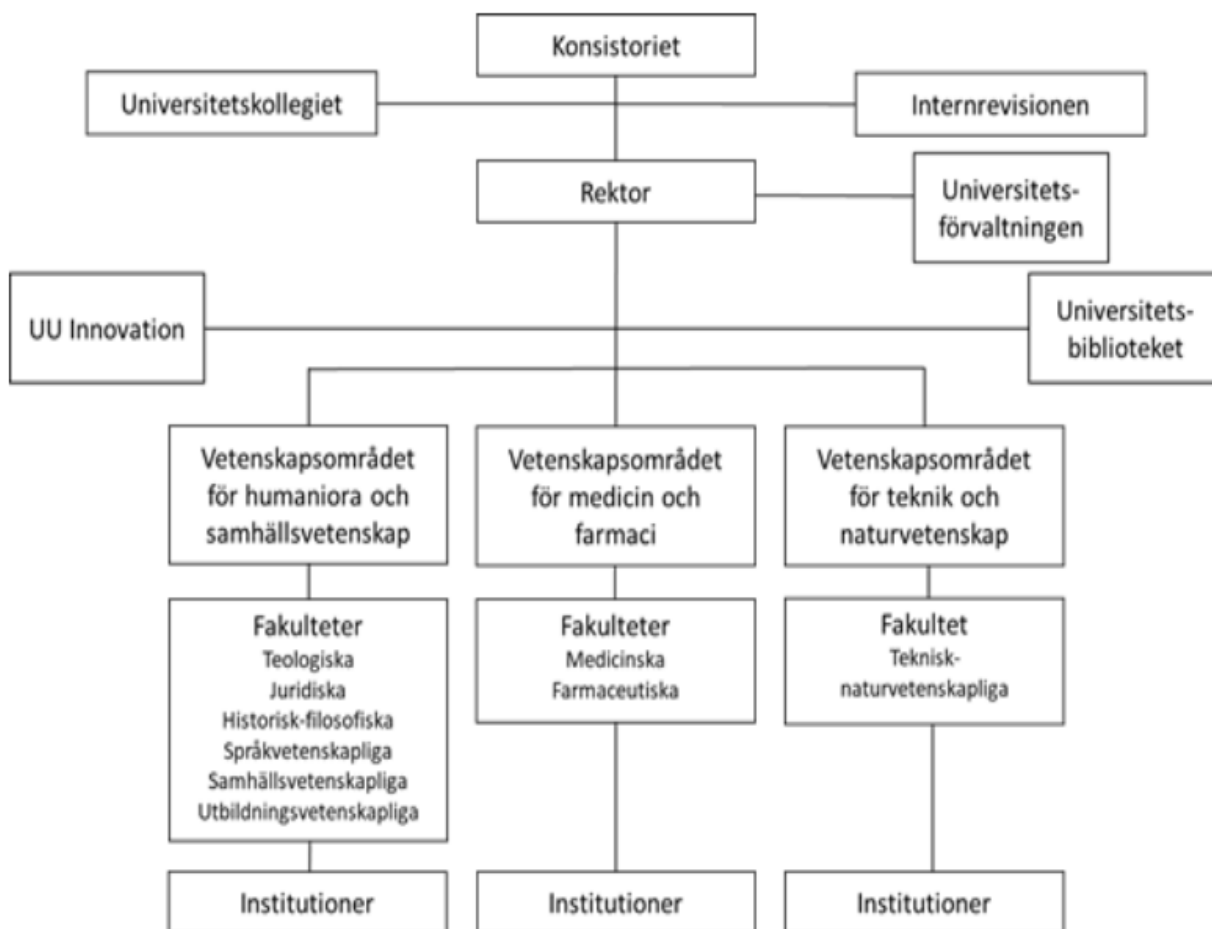 Konsistoriet
Universitetskollegiet
Internrevisionen
Rektor
Universitets-
förvaltningen
UU Innovation
Universitets-
biblioteket
Vetenskapsområdet
för humaniora och
samhällsvetenskap
Vetenskapsområdet
för medicin och
farmaci
Vetenskapsområdet
för teknik och
naturvetenskap
Fakulteter
Teologiska
Juridiska
Historisk-filosofiska
Språkvetenskapliga
Samhällsvetenskapliga
Utbildningsvetenskapliga
Fakulteter
Medicinska
Farmaceutiska
Fakultet
Teknisk-
naturvetenskapliga
Institutioner
Institutioner
Institutioner